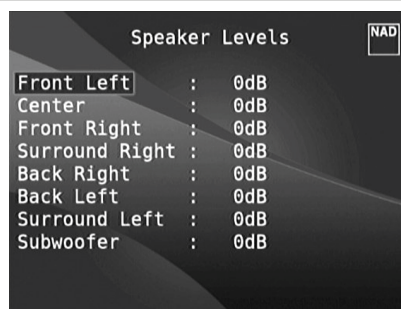 Speaker Levels
NAD
Front Left : 0dB
Center : 0dB
Front Right : 0dB
Surround Right : 0dB
Back Right : 0dB
Back Left : 0dB
Surround Left : 0dB
Subwoofer : 0dB